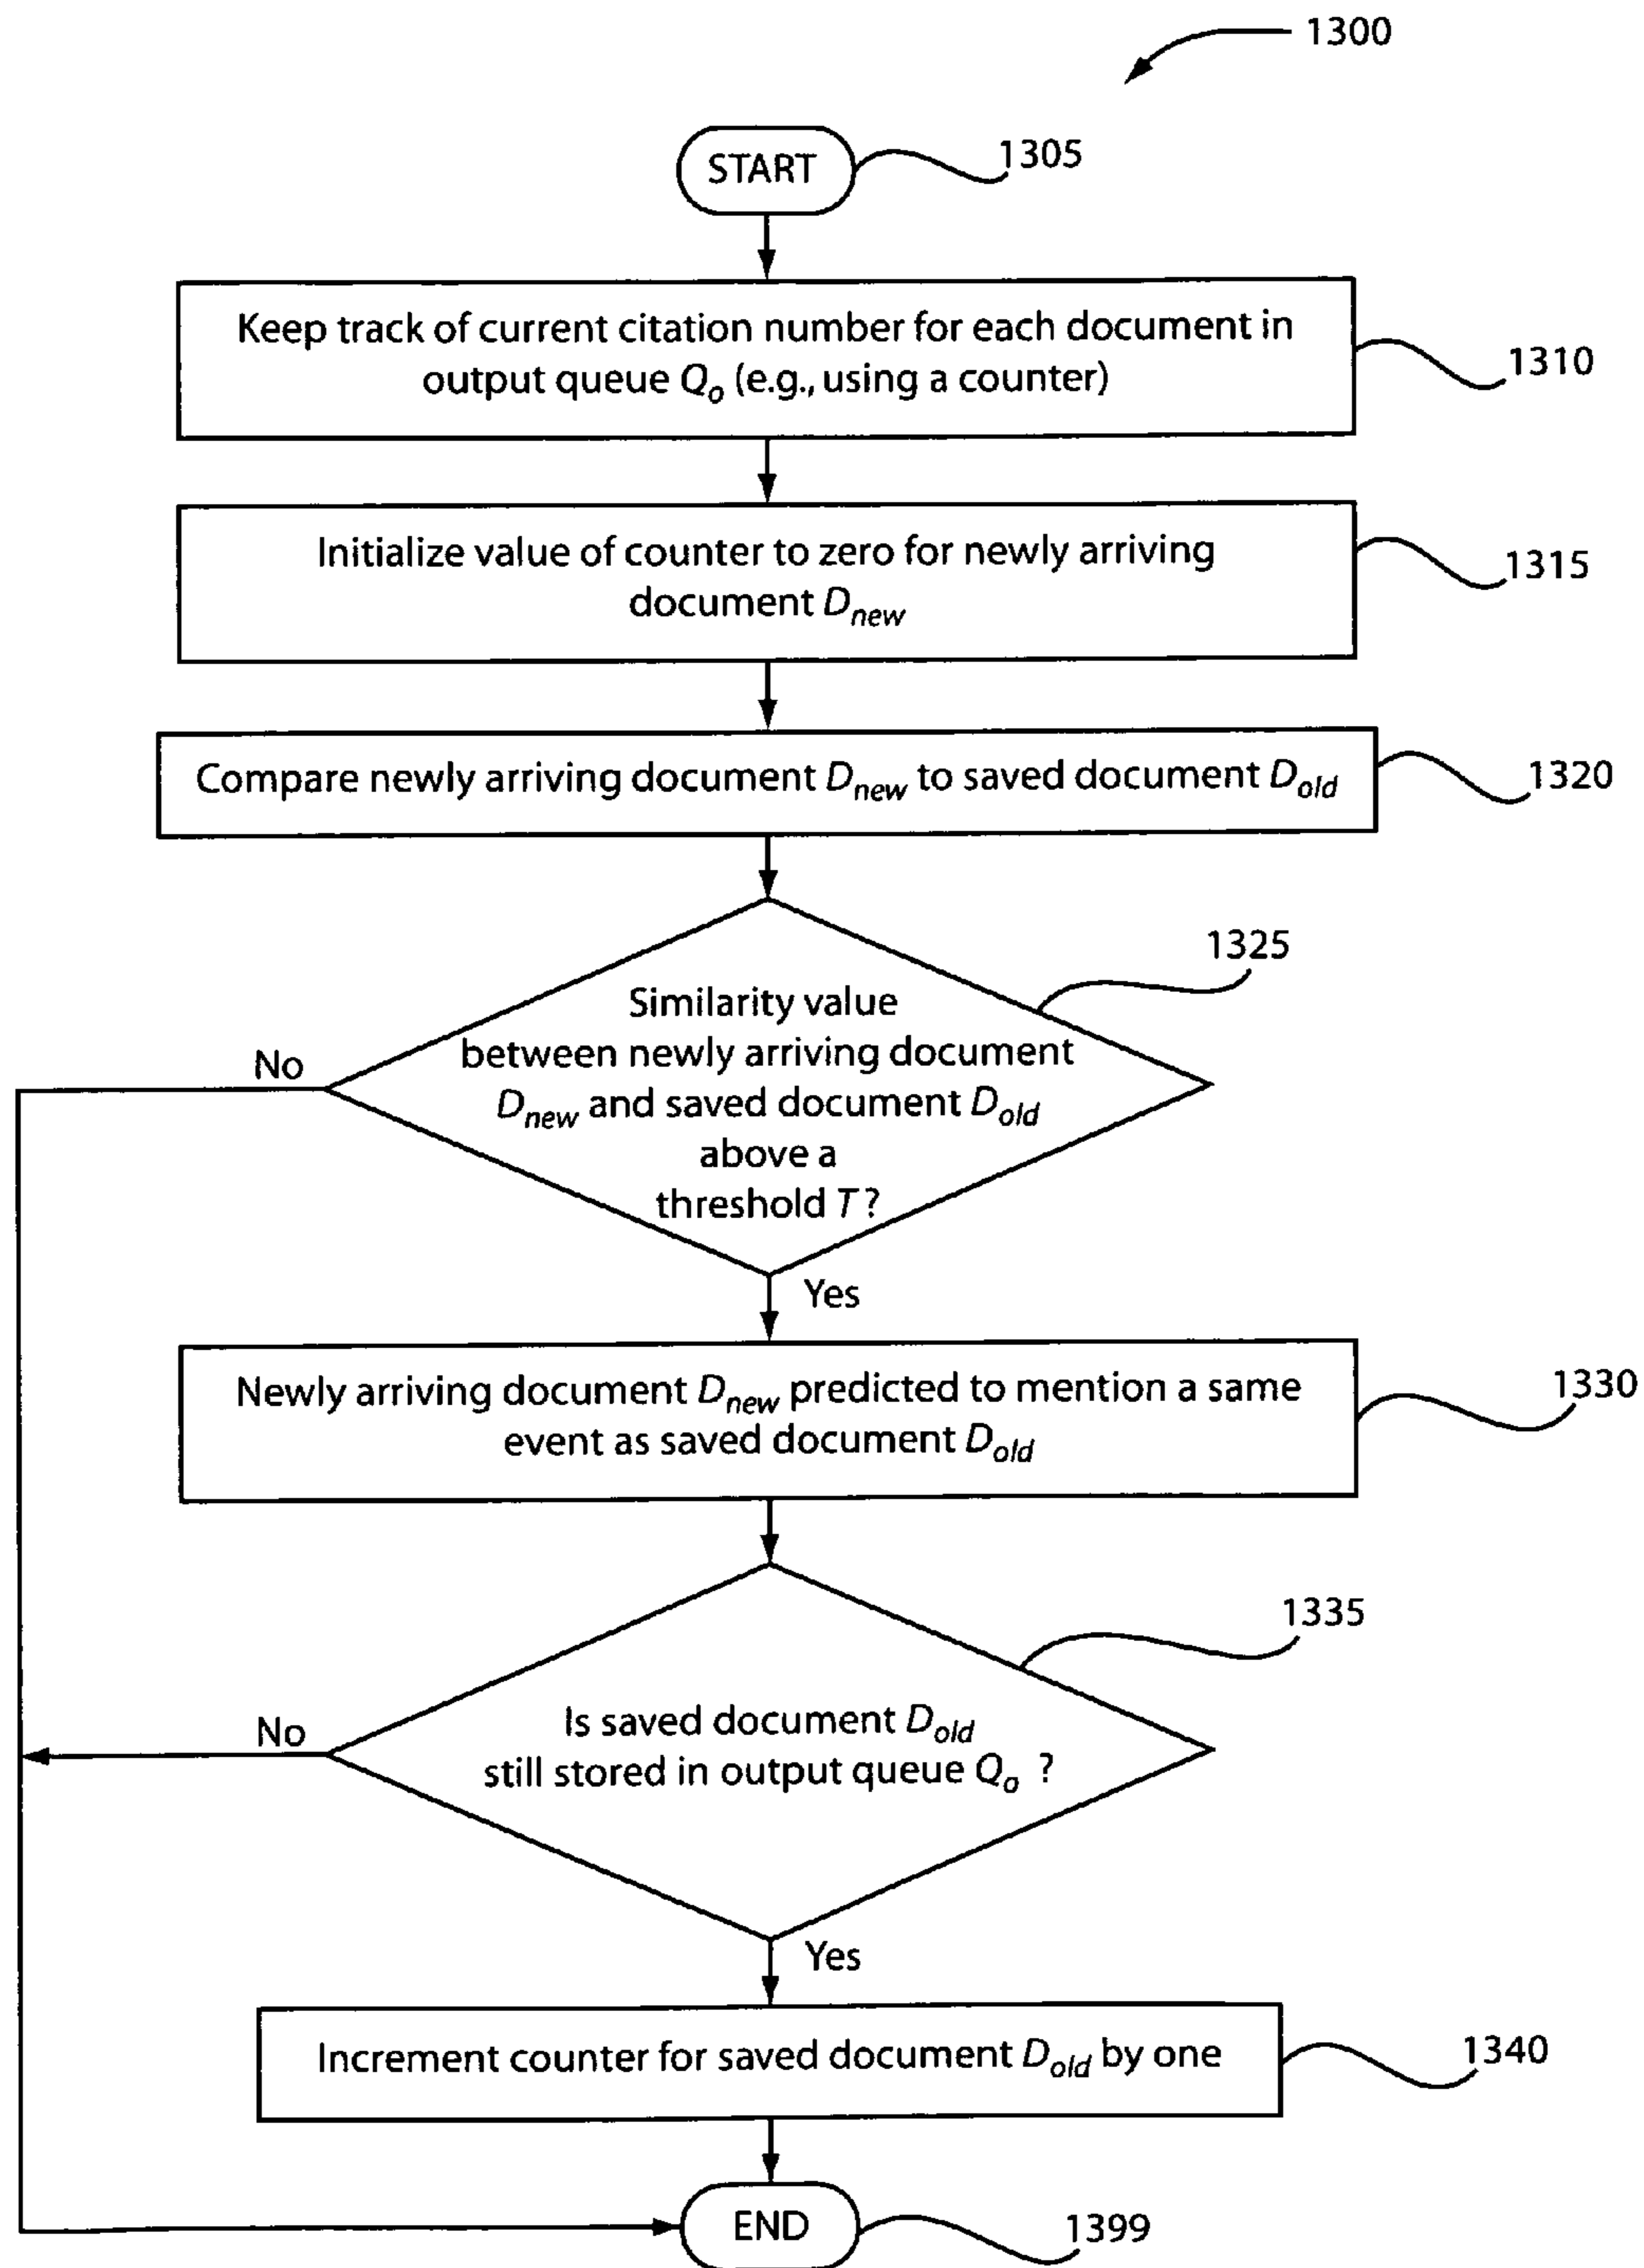 1300
START
1305
Keep track of current citation number for each document in
output queue Qo (e.g., using a counter)
1310
Initialize value of counter to zero for newly arriving
document Dnew
1315
Compare newly arriving document Dnew to saved document Dold
1320
1325
Similarity value
between newly arriving document
Dnew and saved document Dold
above a
threshold T?
No
Yes
Newly arriving document Dnew predicted to mention a same
event as saved document Dold
1330
1335
Is saved document Dold
still stored in output queue Qo ?
No
Yes
Increment counter for saved document Dold by one
1340
END
1399